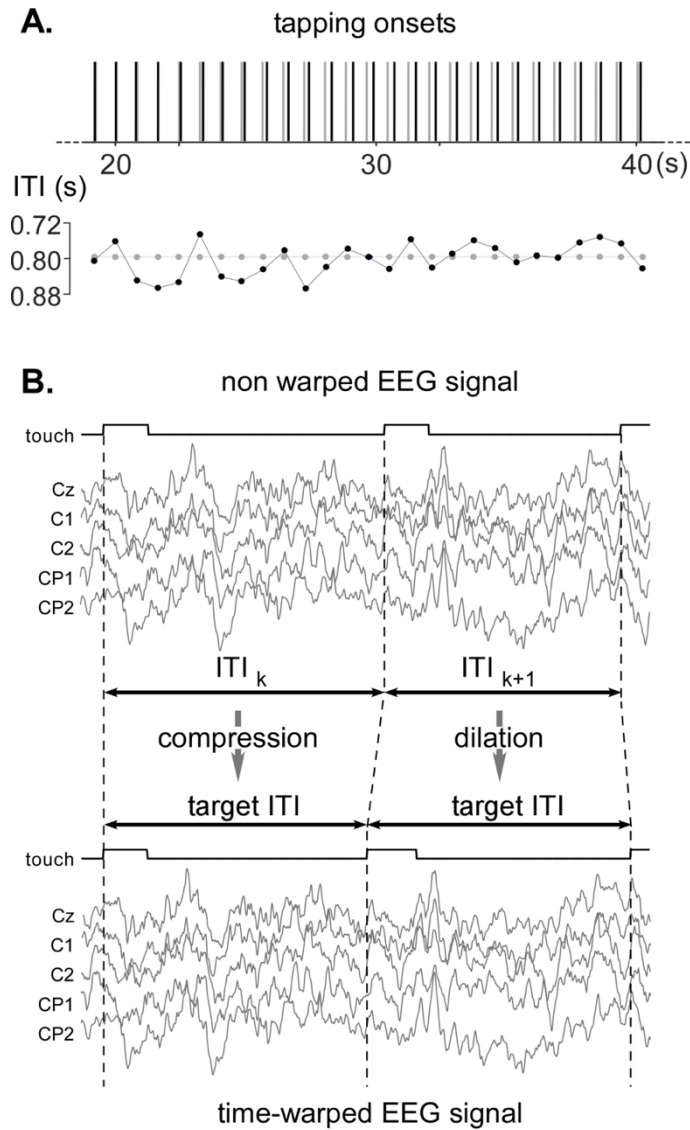 A. tapping onsets
20 30 40 (s)
ITI (s)
0.72
0.80
0.88
B. non warped EEG signal
touch
Cz
C1
C2
CP1
CP2
ITI k ITI k+1
compression dilation
target ITI target ITI
touch
Cz
C1
C2
CP1
CP2
time-warped EEG signal